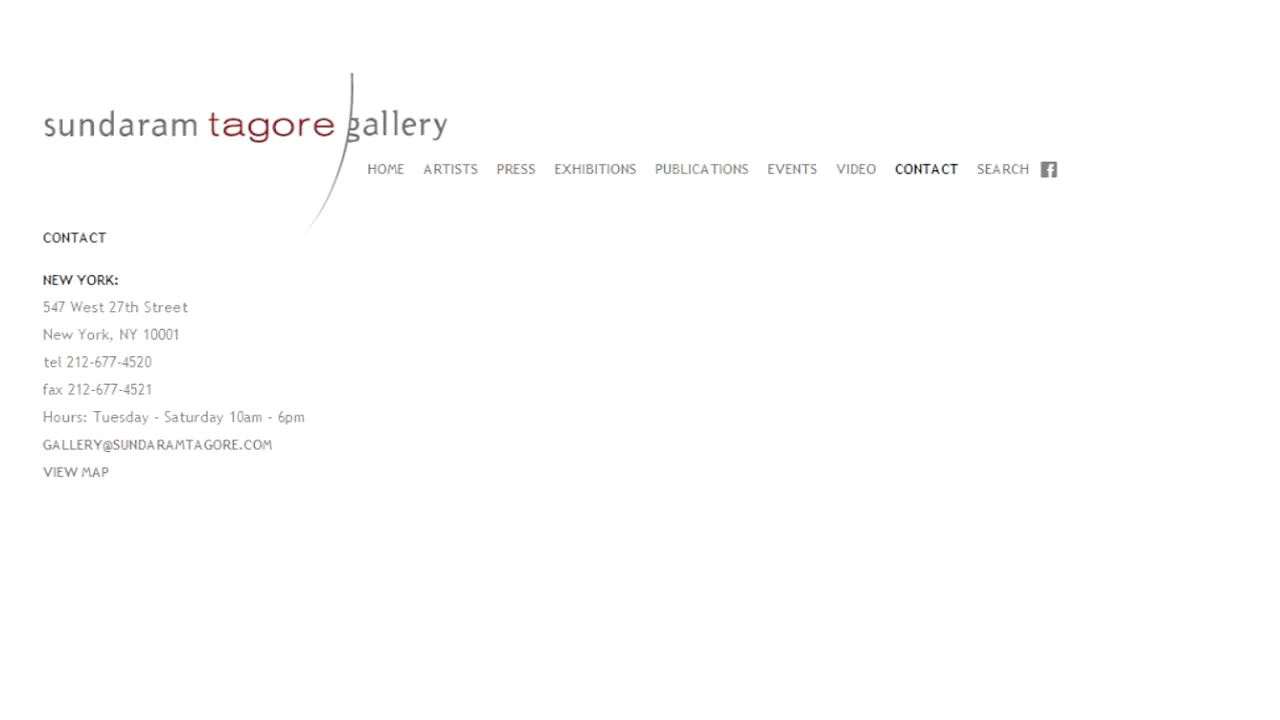 sundaram tagore gallery
HOME ARTISTS PRESS EXHIBITIONS PUBLICATIONS EVENTS VIDEO CONTACT SEARCH f
CONTACT
NEW YORK:
547 West 27th Street
New York, NY 10001
tel 212-677-4520
fax 212-677-4521
Hours: Tuesday - Saturday 10am - 6pm
GALLERY@SUNDARAMTAGORE.COM
VIEW MAP